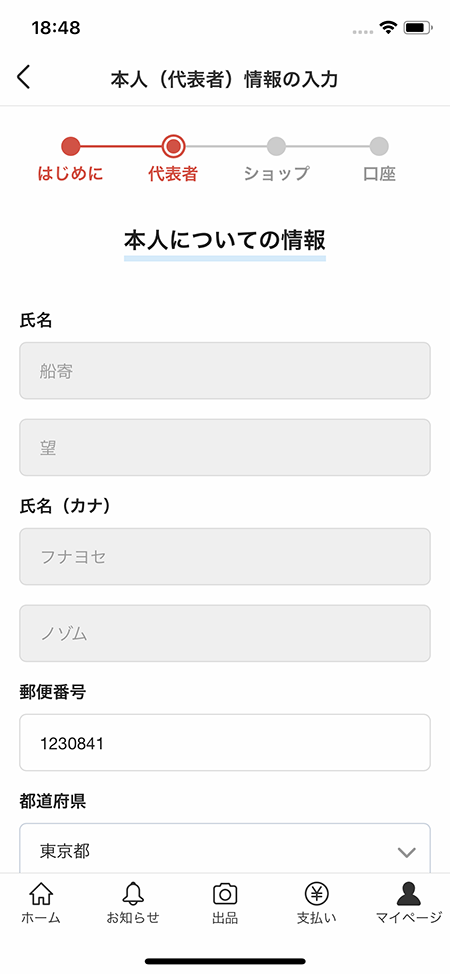 18:48
本人（代表者）情報の入力
はじめに 代表者 ショップ 口座
本人についての情報
氏名
船寄
望
氏名（カナ）
フナヨセ
ノゾム
郵便番号
1230841
都道府県
東京都
ホーム お知らせ 出品 支払い マイページ